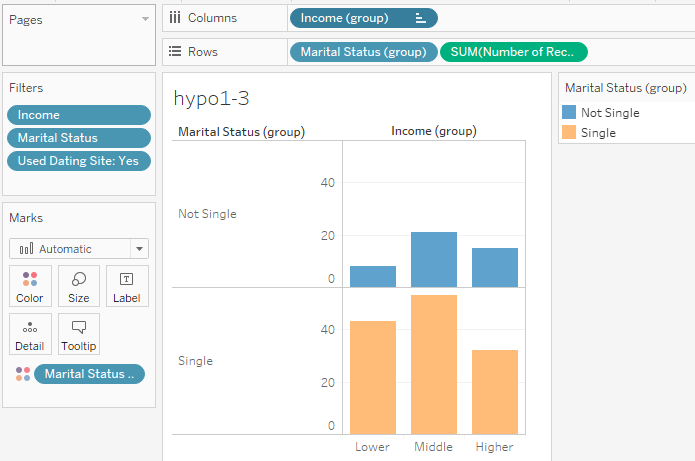 Pages
Columns
Income (group)
Rows
Marital Status (group)
SUM(Number of Rec..
Filters
Income
Marital Status
Used Dating Site: Yes
Marks
Automatic
Color
Size
Label
Detail
Tooltip
Marital Status ..
hypo1-3
Marital Status (group)
Income (group)
Not Single
40
20
0
Single
40
20
0
Lower
Middle
Higher
Marital Status (group)
Not Single
Single